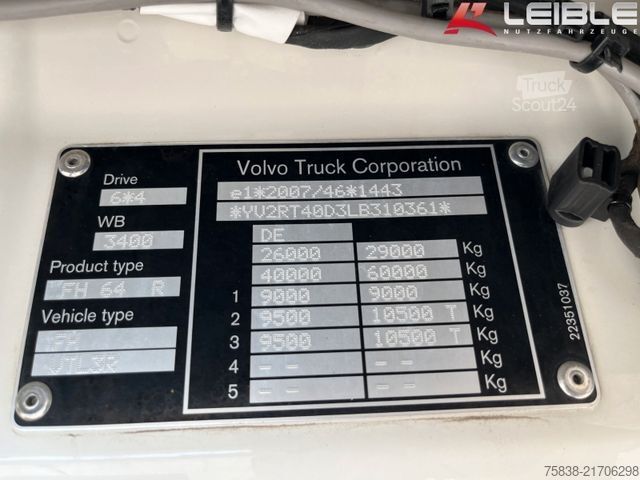 LEIBLE
NUTZFAHRZEUGE
Truck
Scout24
Volvo Truck Corporation
Drive
6*4
WB
3400
Product type
FH 64 R
Vehicle type
FH
VTL3R
e1*2007/46*1443
*YV2RT40D3LB310361*
DE
26000 29000 Kg
40000 60000 Kg
1 9000 9000 Kg
2 9500 10500 T Kg
3 9500 10500 T Kg
4 -- -- Kg
5 -- -- Kg
22351037
75838-21706298